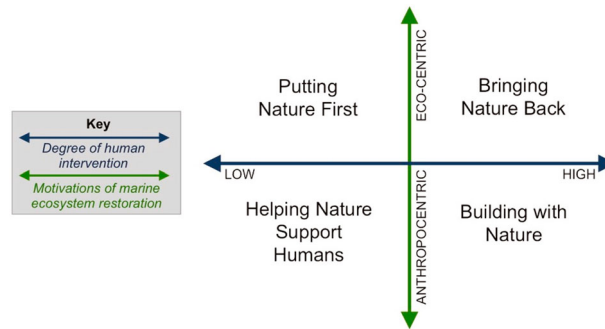 Key
Degree of human
intervention
Motivations of marine
ecosystem restoration
Putting
Nature First
ECO-CENTRIC
Bringing
Nature Back
LOW
HIGH
Helping Nature
Support
Humans
ANTHROPOCENTRIC
Building with
Nature